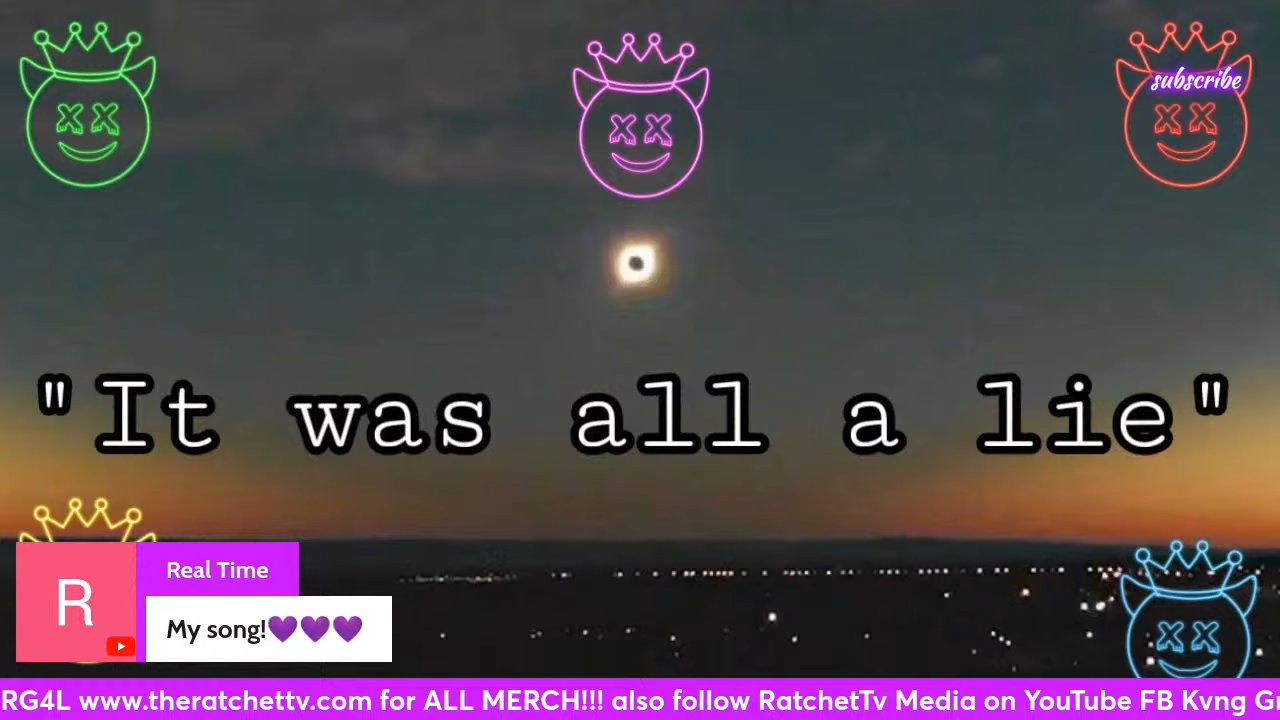 subscribe
"It was all a lie"
R
Real Time
My song!💜💜💜
RG4L www.theratchettv.com for ALL MERCH!!! also follow RatchetTv Media on YouTube FB Kvng